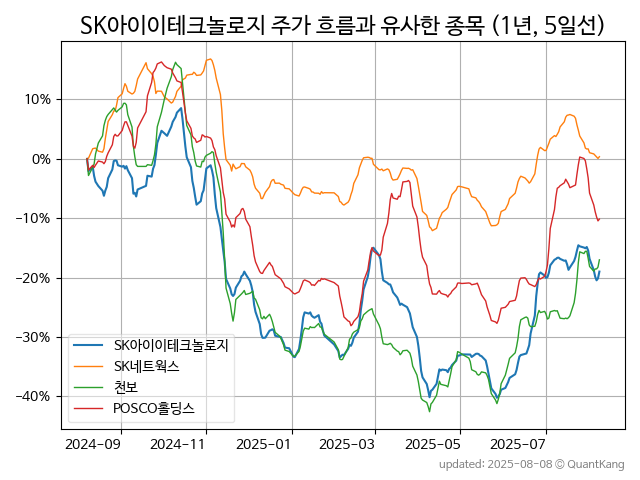 SK아이이테크놀로지 주가 흐름과 유사한 종목 (1년, 5일선)
10%
0%
−10%
−20%
−30%
−40%
SK아이이테크놀로지
SK네트웍스
천보
POSCO홀딩스
2024-09
2024-11
2025-01
2025-03
2025-05
2025-07
updated: 2025-08-08 © QuantKang